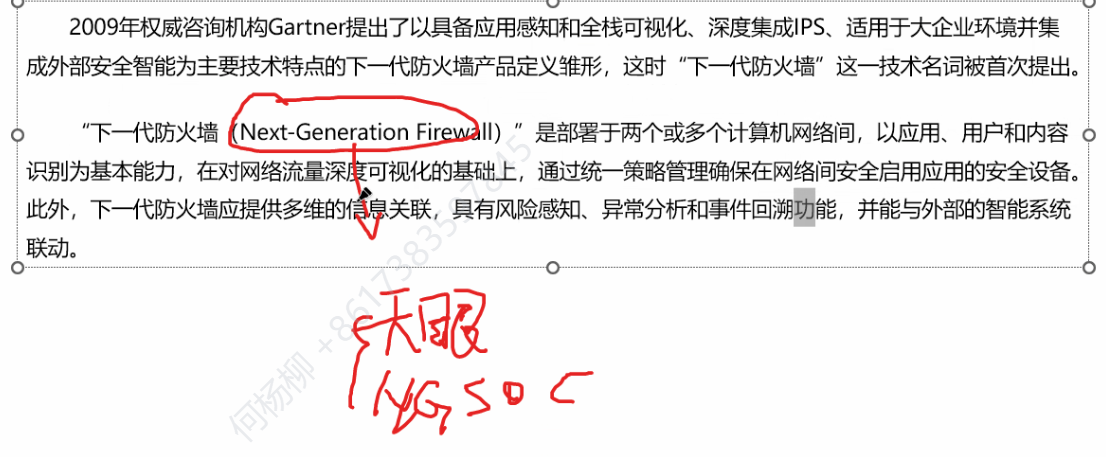 2009年权威咨询机构Gartner提出了以具备应用感知和全栈可视化、深度集成IPS、适用于大企业环境并集
成外部安全智能为主要技术特点的下一代防火墙产品定义雏形，这时“下一代防火墙”这一技术名词被首次提出。
“下一代防火墙（Next-Generation Firewall）”是部署于两个或多个计算机网络间，以应用、用户和内容
识别为基本能力，在对网络流量深度可视化的基础上，通过统一策略管理确保在网络间安全启用应用的安全设备。
此外，下一代防火墙应提供多维的信息关联，具有风险感知、异常分析和事件回溯功能，并能与外部的智能系统
联动。
天眼
NGSOC
何杨柳